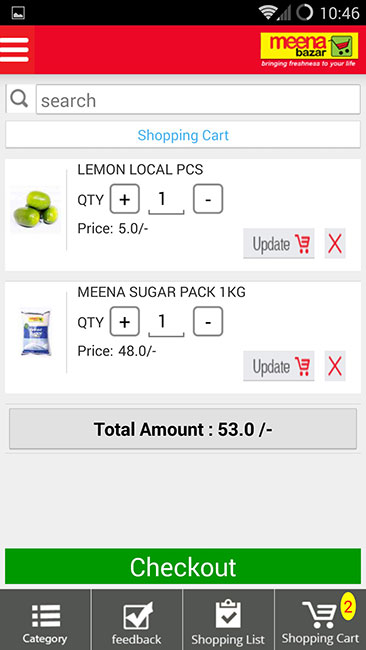 10:46
meena
bazar
bringing freshness to your life
search
Shopping Cart
LEMON LOCAL PCS
QTY + 1 -
Price: 5.0/-
Update X
MEENA SUGAR PACK 1KG
QTY + 1 -
Price: 48.0/-
Update X
Total Amount : 53.0 /-
Checkout
2
Category feedback Shopping List Shopping Cart